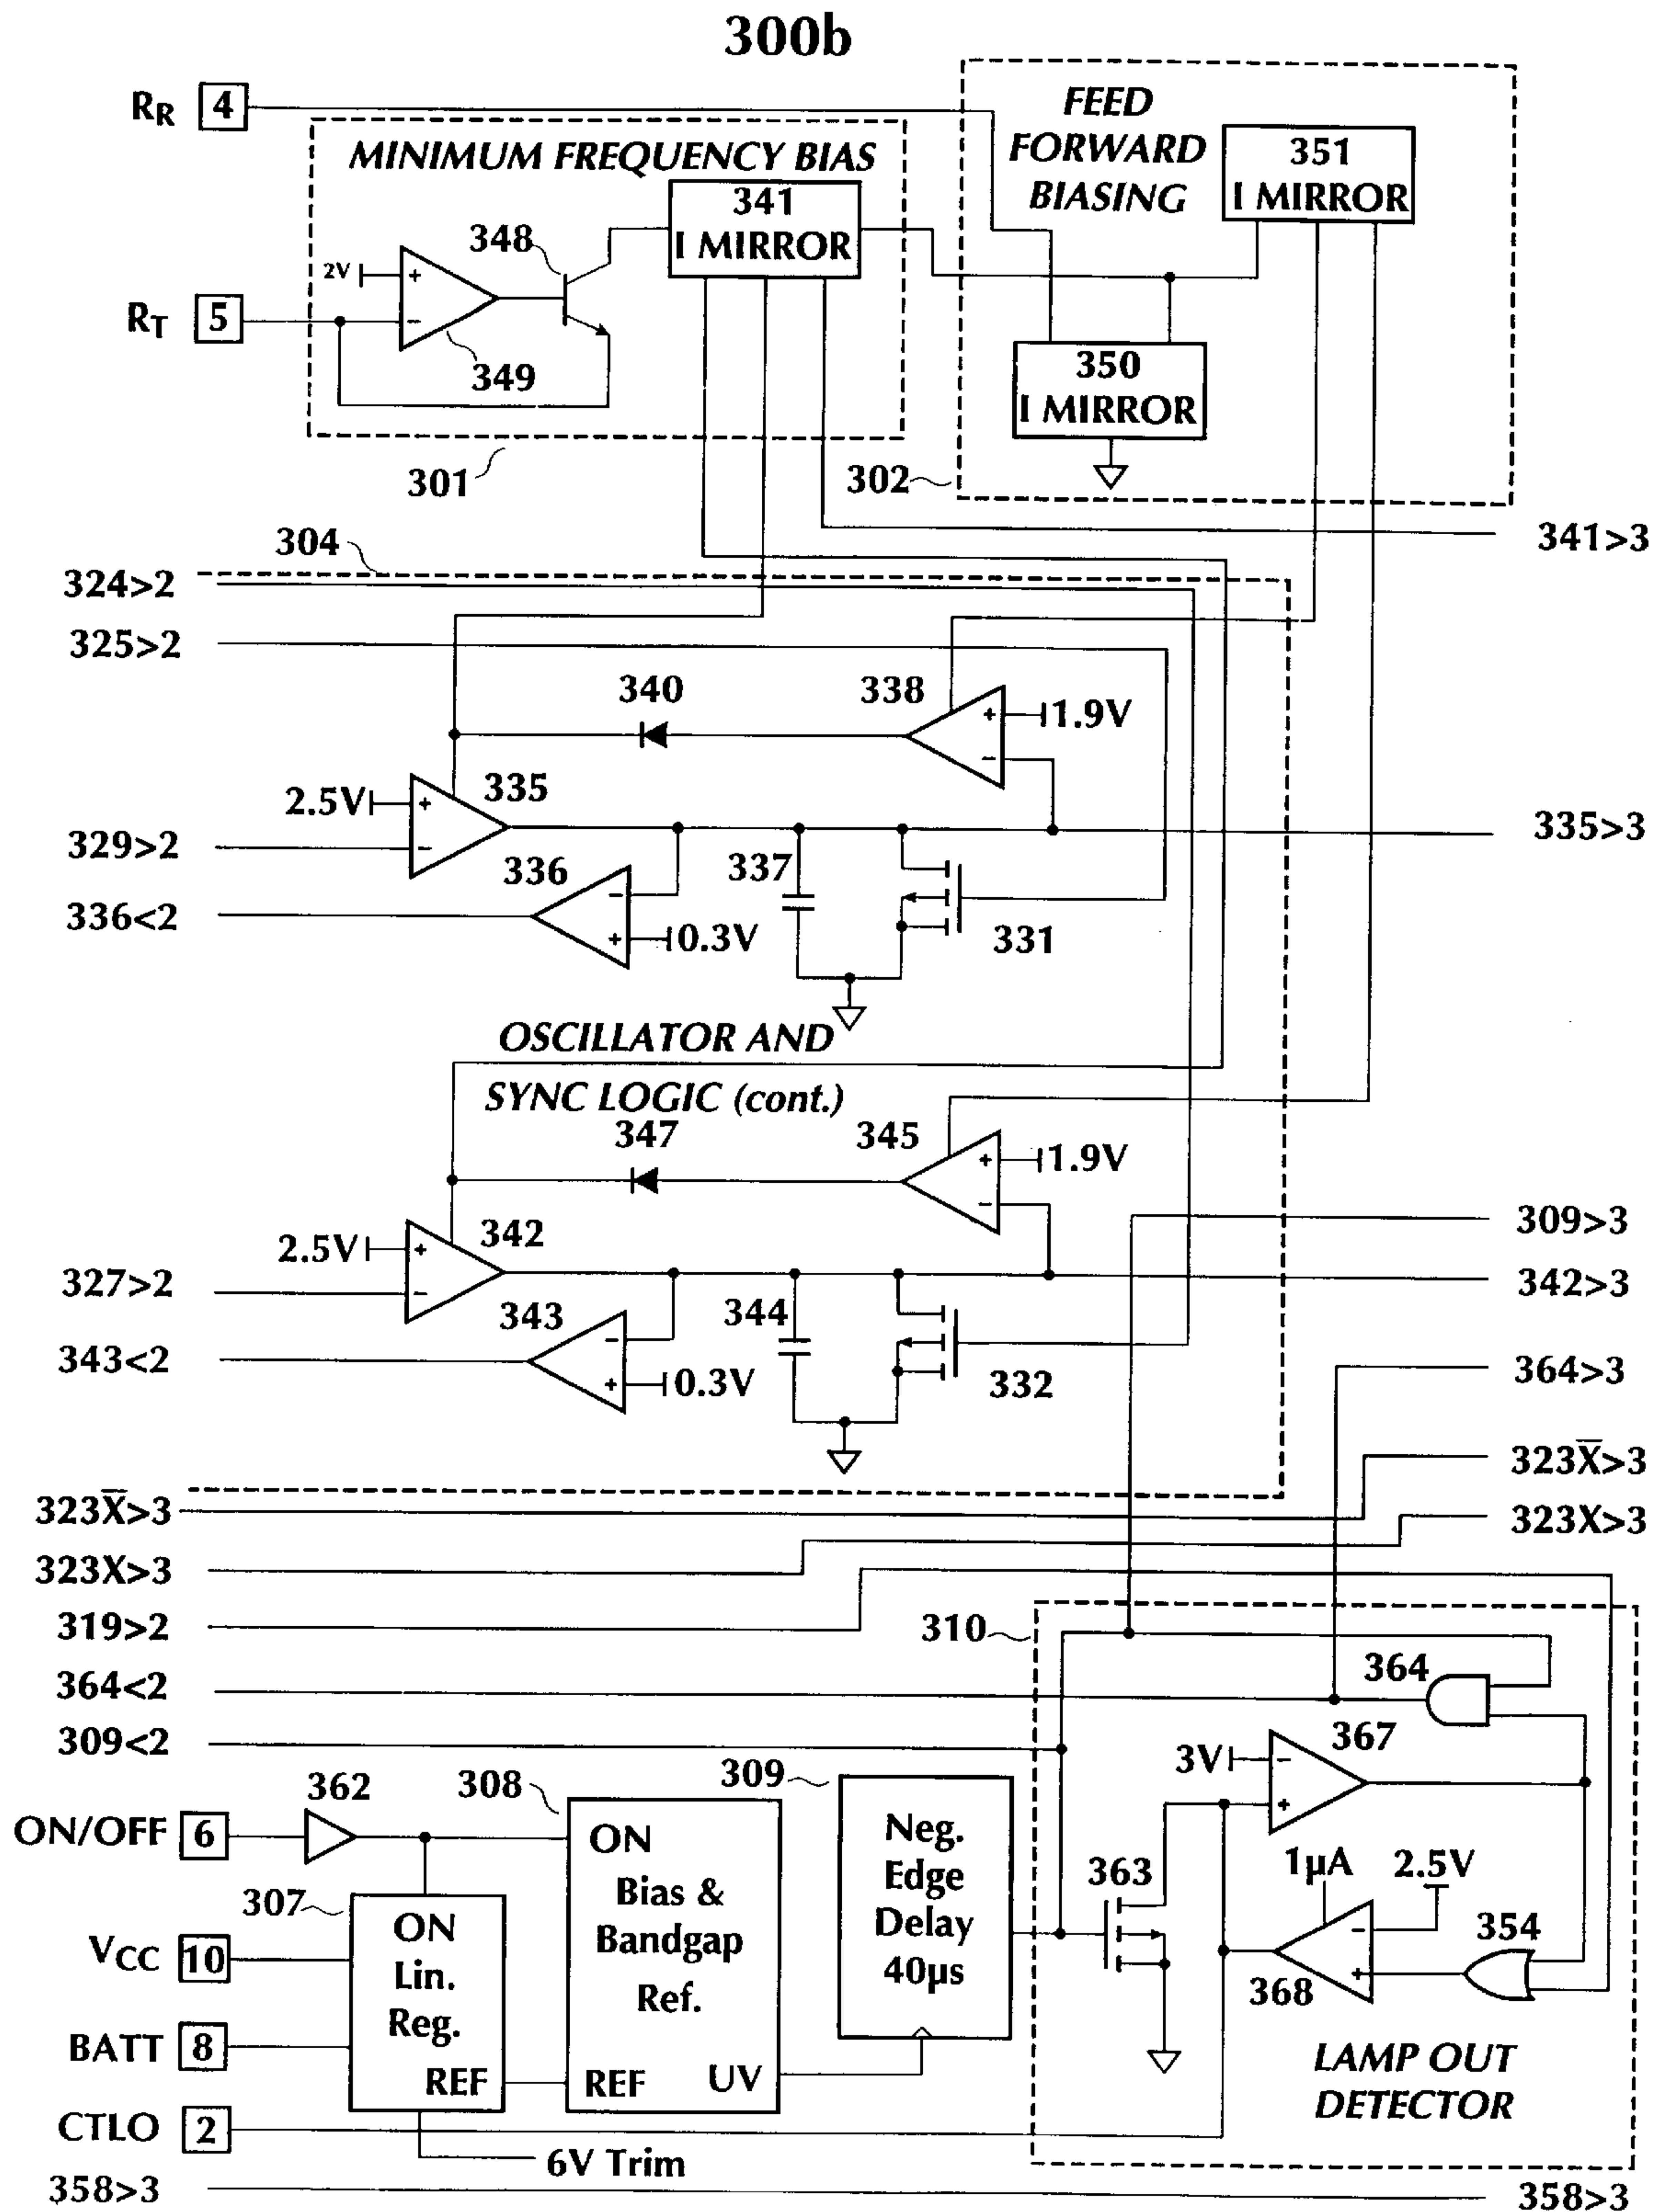 300b
RR 4
FEED
FORWARD
BIASING
351
I MIRROR
MINIMUM FREQUENCY BIAS
341
I MIRROR
348
2V
+
−
RT 5
349
350
I MIRROR
301
302
341>3
304
324>2
325>2
340
338
+
1.9V
−
2.5V
+
335
−
335>3
329>2
336
−
337
336<2
+
0.3V
331
OSCILLATOR AND
SYNC LOGIC (cont.)
347
345
+
1.9V
−
309>3
2.5V
+
342
−
327>2
342>3
343
−
344
343<2
+
0.3V
332
364>3
323X̅>3
323X̅>3
323X>3
323X>3
319>2
310
364
364<2
367
309<2
3V
−
+
362
308
309
ON/OFF 6
ON
Bias &
Bandgap
Ref.
REF
UV
Neg.
Edge
Delay
40µs
363
1µA
2.5V
307
ON
Lin.
Reg.
REF
354
−
+
368
VCC 10
BATT 8
LAMP OUT
DETECTOR
CTLO 2
6V Trim
358>3
358>3